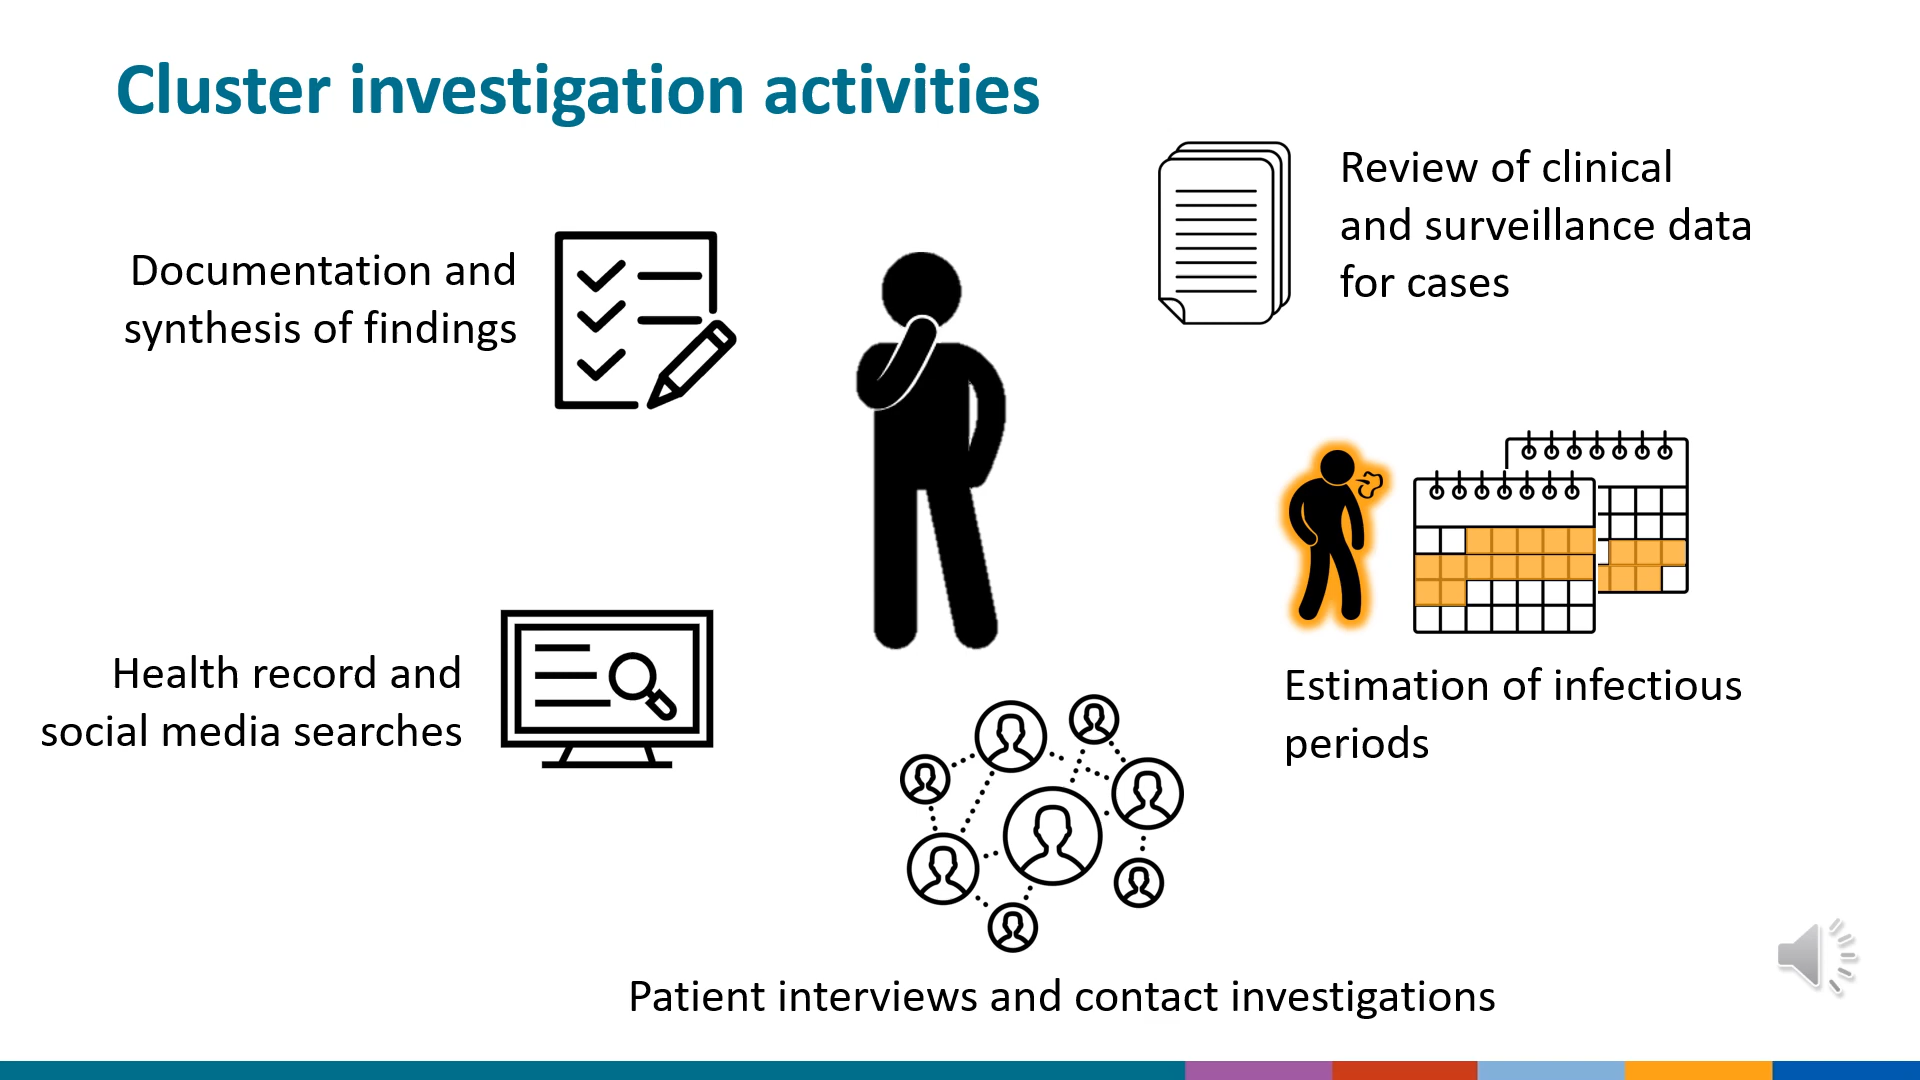 Cluster investigation activities
Review of clinical
and surveillance data
for cases
Documentation and
synthesis of findings
Estimation of infectious
periods
Health record and
social media searches
Patient interviews and contact investigations